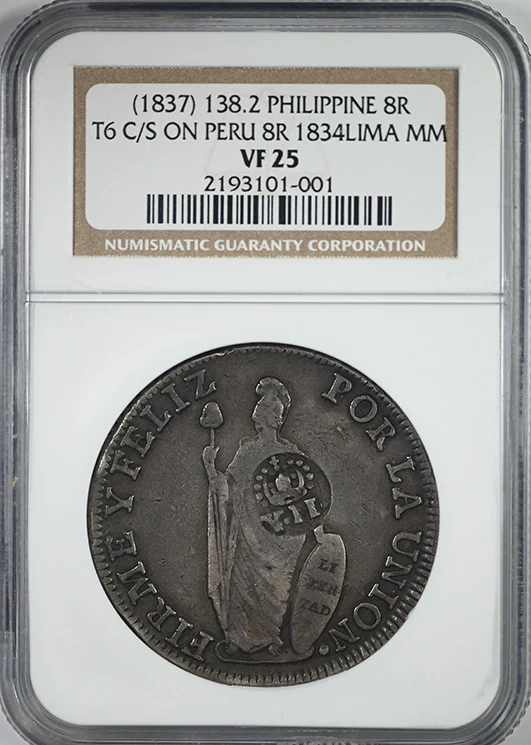 (1837) 138.2 PHILIPPINE 8R
T6 C/S ON PERU 8R 1834LIMA MM
VF 25
2193101-001
NUMISMATIC GUARANTY CORPORATION
FIRME Y FELIZ POR LA UNION
Y.II.
LI
BER
TAD